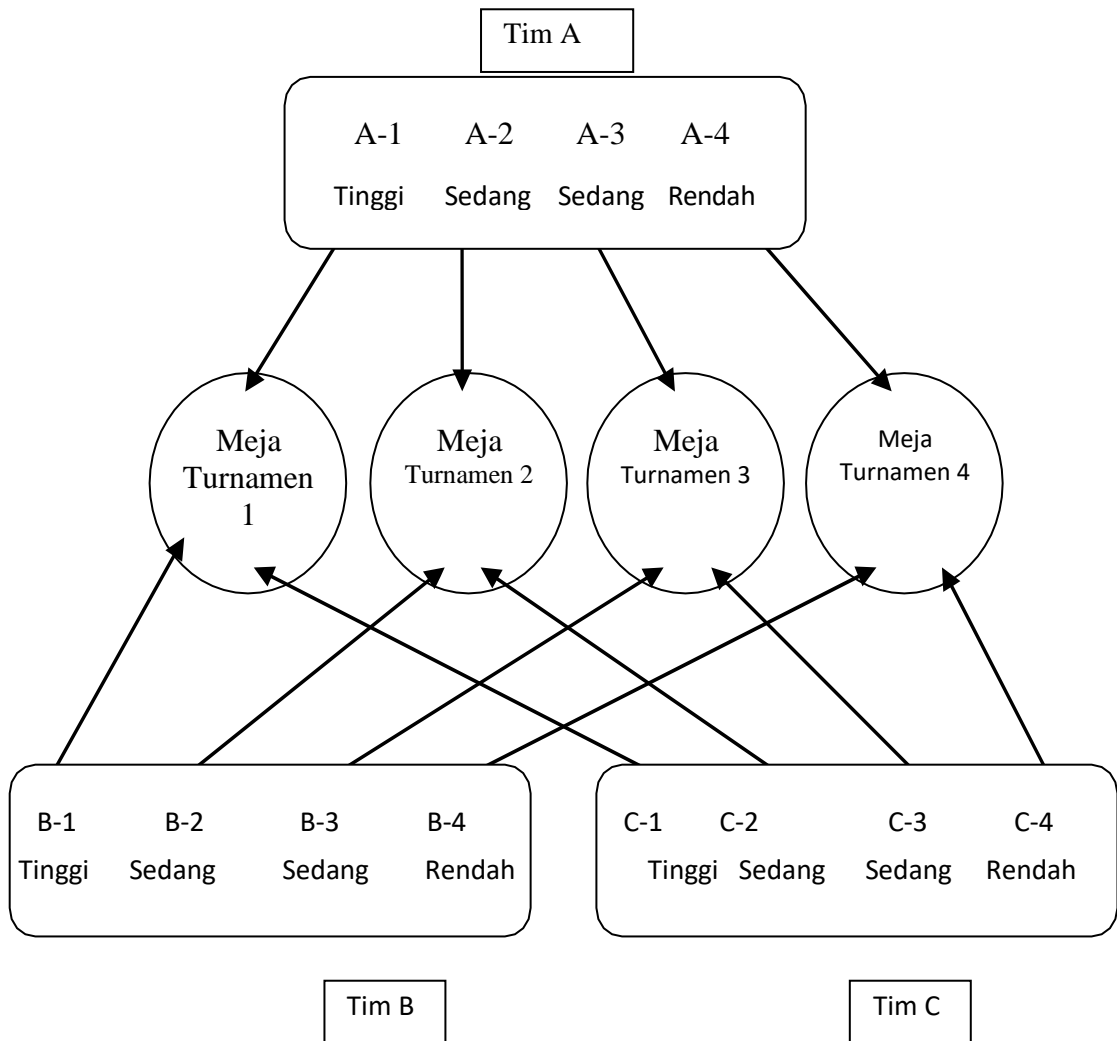 Tim A
A-1 A-2 A-3 A-4
Tinggi Sedang Sedang Rendah
Meja
Turnamen
1
Meja
Turnamen 2
Meja
Turnamen 3
Meja
Turnamen 4
B-1 B-2 B-3 B-4
Tinggi Sedang Sedang Rendah
C-1 C-2 C-3 C-4
Tinggi Sedang Sedang Rendah
Tim B
Tim C